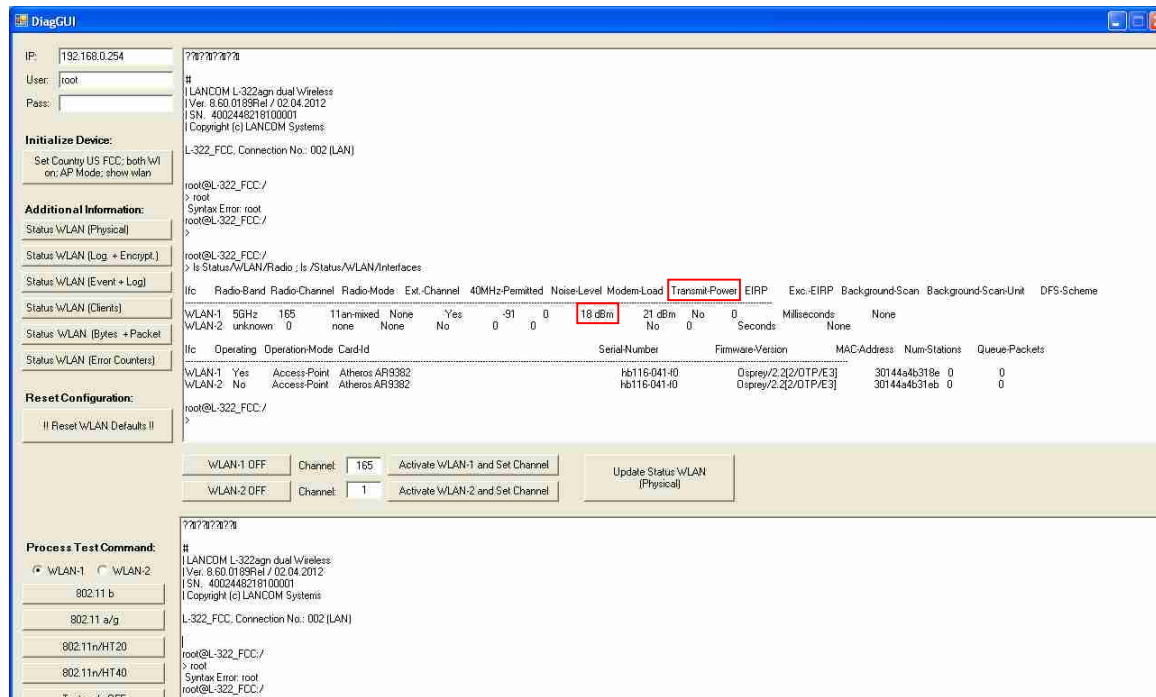 DiagGUI
IP: 192.168.0.254
User: root
Pass:
Initialize Device:
Set Country US FCC; both WI
on; AP Mode; show wlan
Additional Information:
Status WLAN (Physical)
Status WLAN (Log. + Encrypt.)
Status WLAN (Event + Log)
Status WLAN (Clients)
Status WLAN (Bytes + Packet
Status WLAN (Error Counters)
Reset Configuration:
!! Reset WLAN Defaults !!
#
| LANCOM L-322agn dual Wireless
| Ver. 8.60.0189Rel / 02.04.2012
| SN. 4002448218100001
| Copyright (c) LANCOM Systems
L-322_FCC, Connection No.: 002 (LAN)
root@L-322_FCC:/
> root
Syntax Error: root
root@L-322_FCC:/
>
root@L-322_FCC:/
> ls Status/WLAN/Radio ; ls /Status/WLAN/Interfaces
Ifc Radio-Band Radio-Channel Radio-Mode Ext.-Channel 40MHz-Permitted Noise-Level Modem-Load Transmit-Power EIRP Exc.-EIRP Background-Scan Background-Scan-Unit DFS-Scheme
WLAN-1 5GHz 165 11an-mixed None Yes -91 0 18 dBm 21 dBm No 0 Milliseconds None
WLAN-2 unknown 0 none None No 0 0 No 0 Seconds None
Ifc Operating Operation-Mode Card-Id Serial-Number Firmware-Version MAC-Address Num-Stations Queue-Packets
WLAN-1 Yes Access-Point Atheros AR9382 hb116-041-f0 Osprey/2.2[2/OTP/E3] 30144a4b318e 0 0
WLAN-2 No Access-Point Atheros AR9382 hb116-041-f0 Osprey/2.2[2/OTP/E3] 30144a4b31eb 0 0
root@L-322_FCC:/
>
WLAN-1 OFF Channel: 165 Activate WLAN-1 and Set Channel
WLAN-2 OFF Channel: 1 Activate WLAN-2 and Set Channel
Update Status WLAN
(Physical)
Process Test Command:
WLAN-1 WLAN-2
802.11 b
802.11 a/g
802.11n/HT20
802.11n/HT40
#
| LANCOM L-322agn dual Wireless
| Ver. 8.60.0189Rel / 02.04.2012
| SN. 4002448218100001
| Copyright (c) LANCOM Systems
L-322_FCC, Connection No.: 002 (LAN)
root@L-322_FCC:/
> root
Syntax Error: root
root@L-322_FCC:/